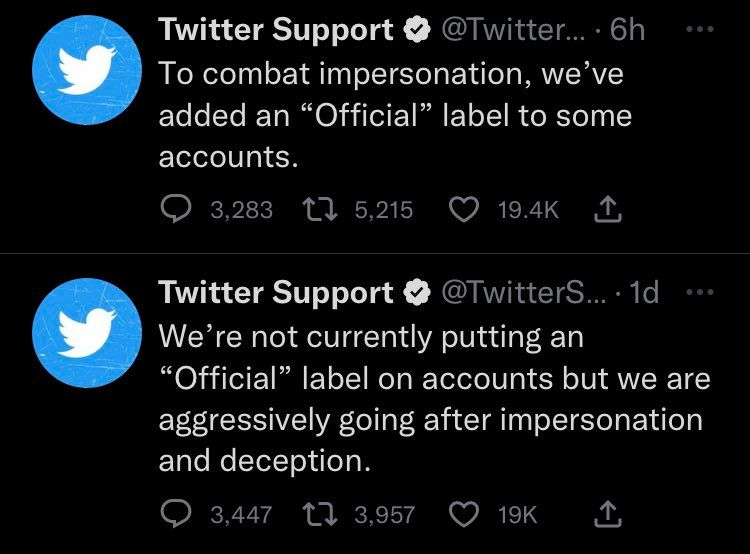 Twitter Support @Twitter... · 6h
To combat impersonation, we’ve
added an “Official” label to some
accounts.
3,283 5,215 19.4K
Twitter Support @TwitterS... · 1d
We’re not currently putting an
“Official” label on accounts but we are
aggressively going after impersonation
and deception.
3,447 3,957 19K